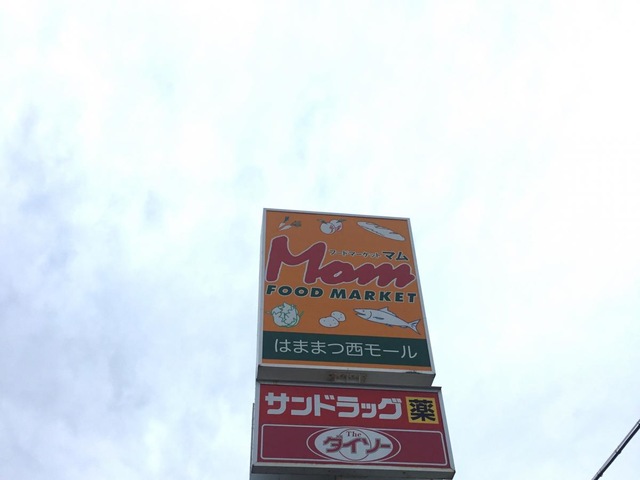 フードマーケット マム
Mom
FOOD MARKET
はままつ西モール
サンドラッグ 薬
The
ダイソー